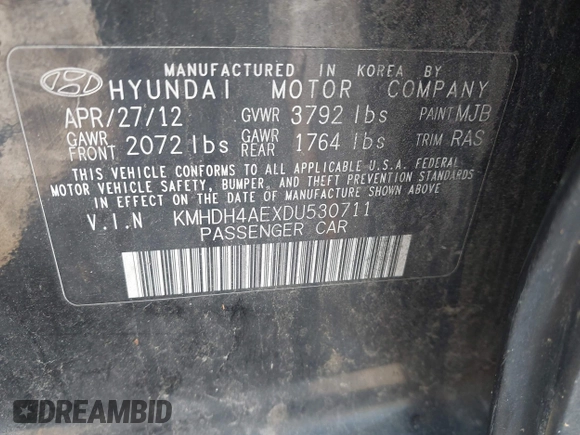 MANUFACTURED IN KOREA BY
HYUNDAI MOTOR COMPANY
APR/27/12 GVWR 3792 lbs PAINT MJB
GAWR FRONT 2072 lbs GAWR REAR 1764 lbs TRIM RAS
THIS VEHICLE CONFORMS TO ALL APPLICABLE U.S.A. FEDERAL
MOTOR VEHICLE SAFETY, BUMPER, AND THEFT PREVENTION STANDARDS
IN EFFECT ON THE DATE OF MANUFACTURE SHOWN ABOVE
V.I.N KMHDH4AEXDU530711
PASSENGER CAR
DREAMBID